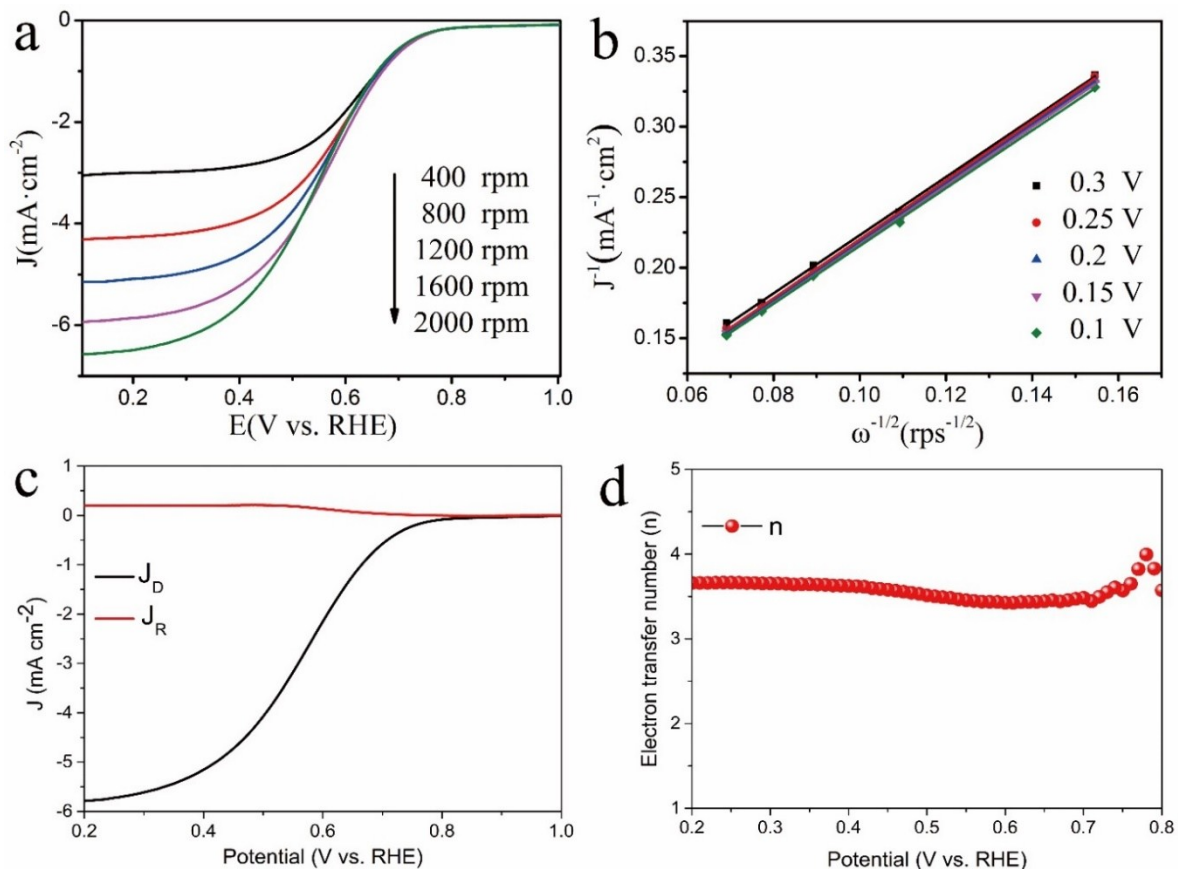 a
0
-2
-4
-6
J(mA·cm⁻²)
400 rpm
800 rpm
1200 rpm
1600 rpm
2000 rpm
0.2 0.4 0.6 0.8 1.0
E(V vs. RHE)
b
0.35
0.30
0.25
0.20
0.15
J⁻¹(mA⁻¹·cm²)
0.3 V
0.25 V
0.2 V
0.15 V
0.1 V
0.06 0.08 0.10 0.12 0.14 0.16
ω⁻¹/²(rps⁻¹/²)
c
1
0
-1
-2
-3
-4
-5
-6
J (mA cm⁻²)
J_D
J_R
0.2 0.4 0.6 0.8 1.0
Potential (V vs. RHE)
d
5
4
3
2
1
Electron transfer number (n)
n
0.2 0.3 0.4 0.5 0.6 0.7 0.8
Potential (V vs. RHE)